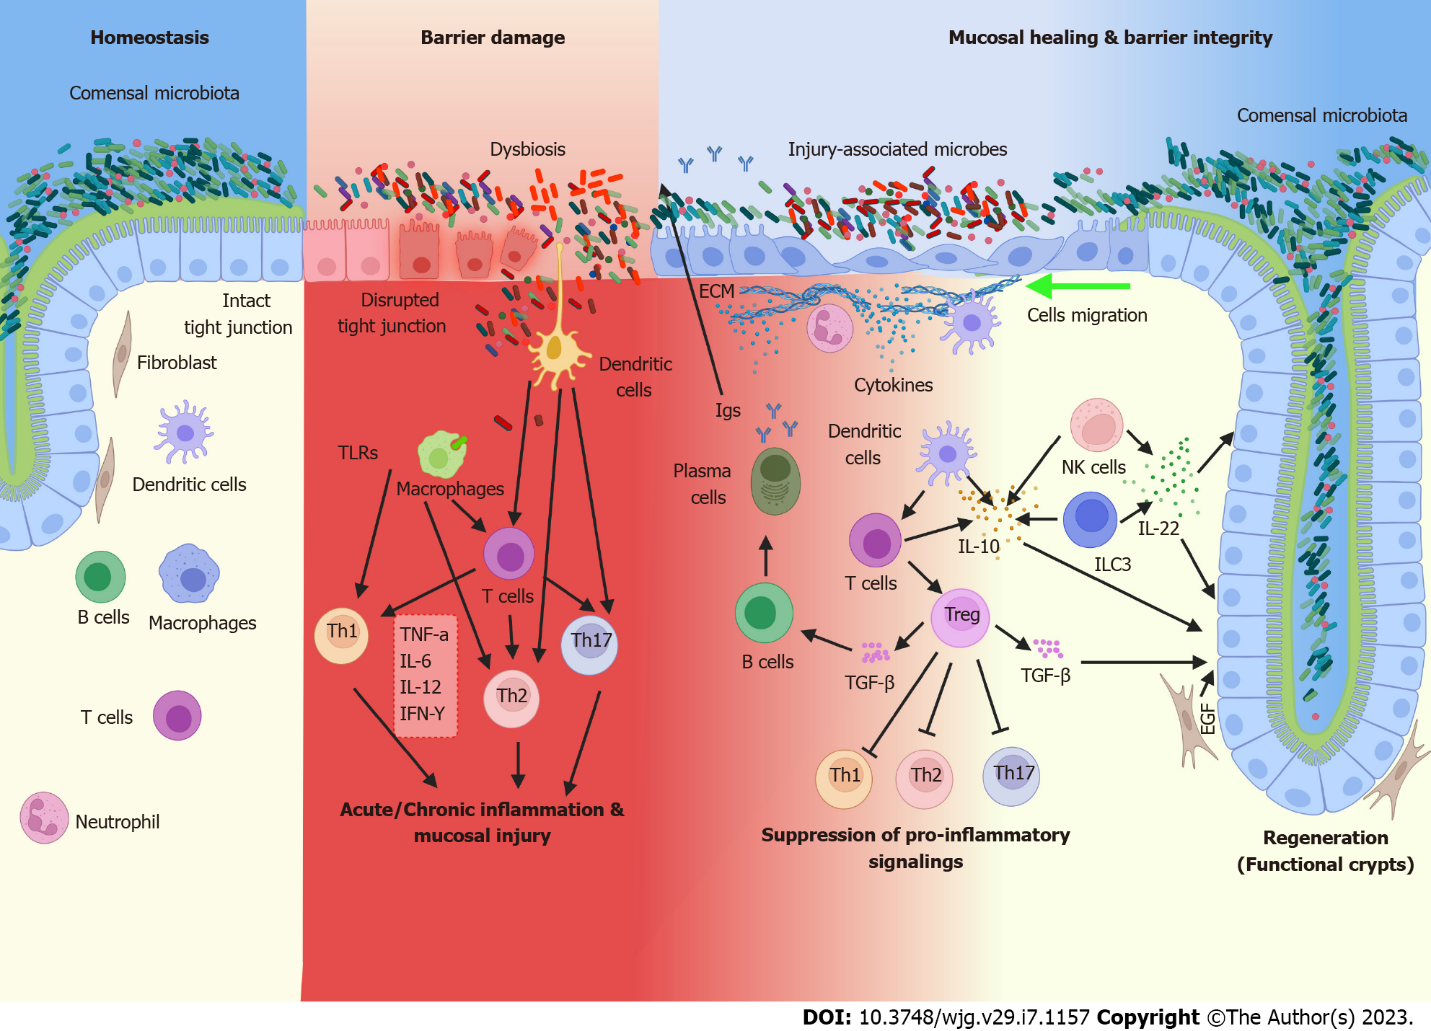 Homeostasis
Comensal microbiota
Intact
tight junction
Fibroblast
Dendritic cells
B cells
Macrophages
T cells
Neutrophil
Barrier damage
Dysbiosis
Disrupted
tight junction
Dendritic
cells
TLRs
Macrophages
T cells
Th1
TNF-a
IL-6
IL-12
IFN-Y
Th2
Th17
Acute/Chronic inflammation &
mucosal injury
Mucosal healing & barrier integrity
Comensal microbiota
Injury-associated microbes
ECM
Cells migration
Cytokines
Igs
Dendritic
cells
Plasma
cells
NK cells
IL-10
IL-22
ILC3
T cells
Treg
B cells
TGF-β
TGF-β
EGF
Th1
Th2
Th17
Suppression of pro-inflammatory
signalings
Regeneration
(Functional crypts)
DOI: 10.3748/wjg.v29.i7.1157 Copyright ©The Author(s) 2023.